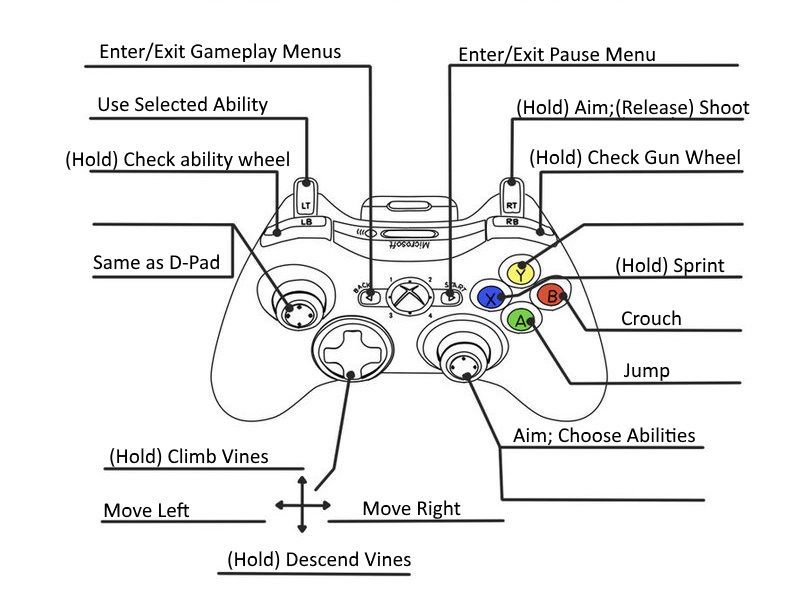 Enter/Exit Gameplay Menus
Enter/Exit Pause Menu
Use Selected Ability
(Hold) Aim;(Release) Shoot
(Hold) Check ability wheel
(Hold) Check Gun Wheel
LT
RT
LB
RB
Microsoft
Same as D-Pad
(Hold) Sprint
Y
BACK
1
2
START
X
B
3
4
A
Crouch
Jump
Aim; Choose Abilities
(Hold) Climb Vines
Move Left
Move Right
(Hold) Descend Vines